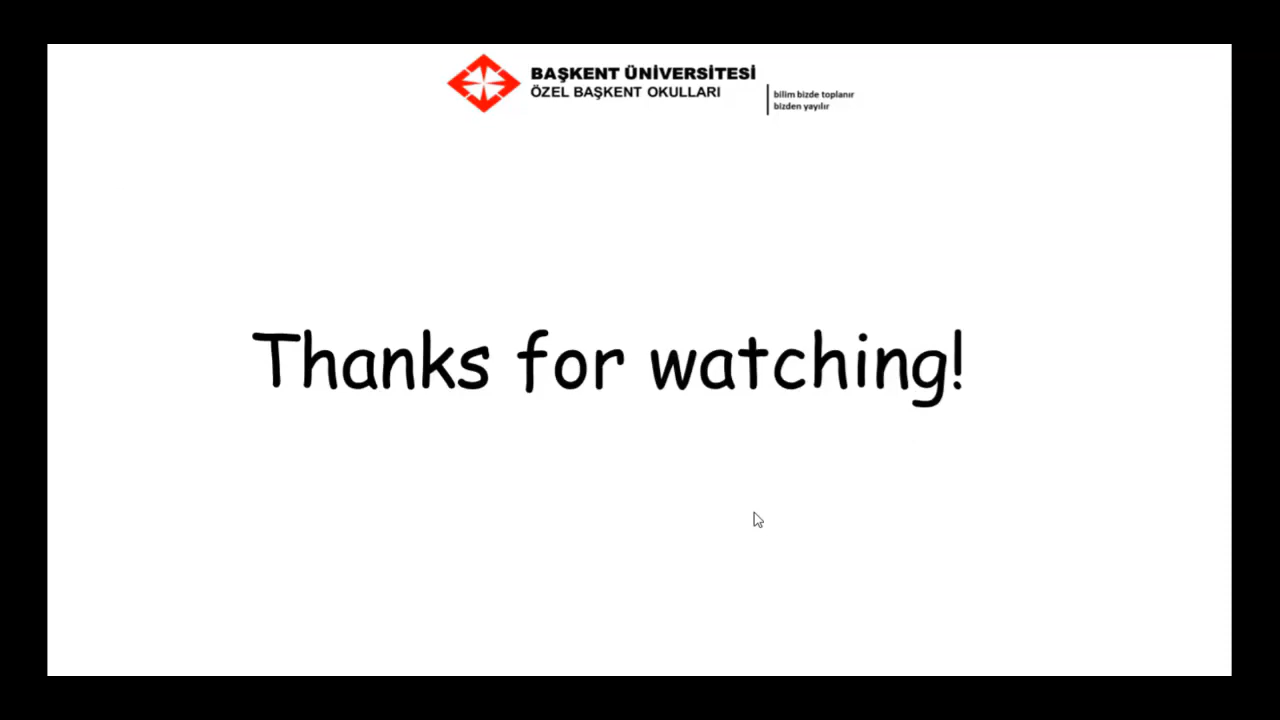 BAŞKENT ÜNİVERSİTESİ
ÖZEL BAŞKENT OKULLARI
bilim bizde toplanır
bizden yayılır
Thanks for watching!